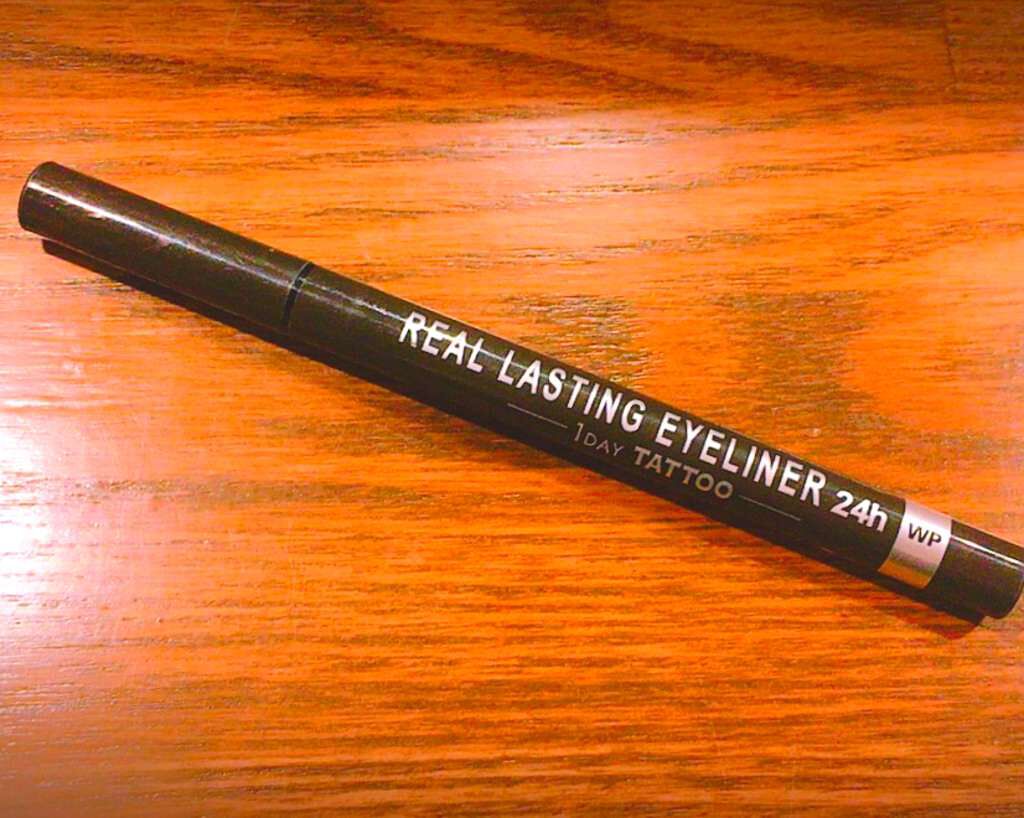 REAL LASTING EYELINER 24h WP
1DAY TATTOO